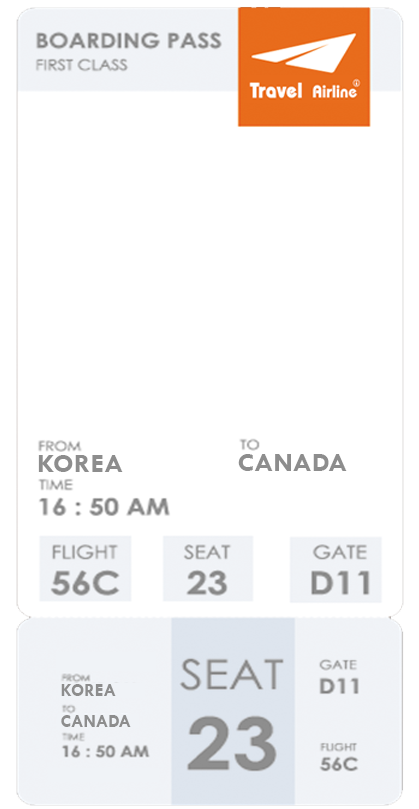 BOARDING PASS
FIRST CLASS
Travel Airline
FROM
KOREA
TO
CANADA
TIME
16 : 50 AM
FLIGHT
56C
SEAT
23
GATE
D11
FROM
KOREA
TO
CANADA
TIME
16 : 50 AM
SEAT
23
GATE
D11
FLIGHT
56C